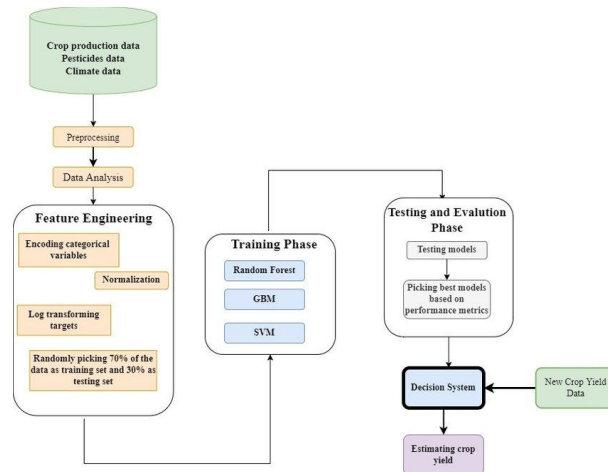 Crop production data
Pesticides data
Climate data
Preprocessing
Data Analysis
Feature Engineering
Encoding categorical
variables
Normalization
Log transforming
targets
Randomly picking 70% of the
data as training set and 30% as
testing set
Training Phase
Random Forest
GBM
SVM
Testing and Evalution
Phase
Testing models
Picking best models
based on
performance metrics
Decision System
New Crop Yield
Data
Estimating crop
yield